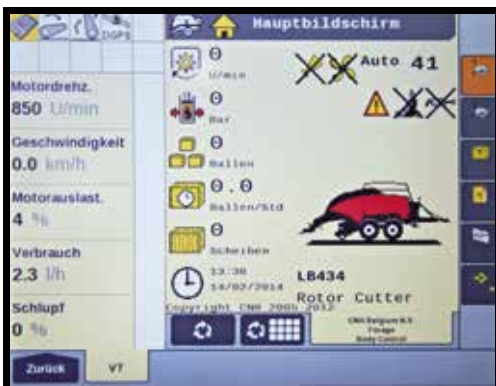 DGPS
Hauptbildschirm
Motordrehz.
850 U/min
Geschwindigkeit
0.0 km/h
Motorauslast.
4 %
Verbrauch
2.3 l/h
Schlupf
0 %
0
U/min
0
Bar
0
Ballen
0.0
Ballen/Std
0
Scheiben
13:30
14/02/2014
Auto 41
LB434
Rotor Cutter
Copyright CNH 2005-2012
CNH Belgium N.V.
Forage
Body Control
Zurück
VT